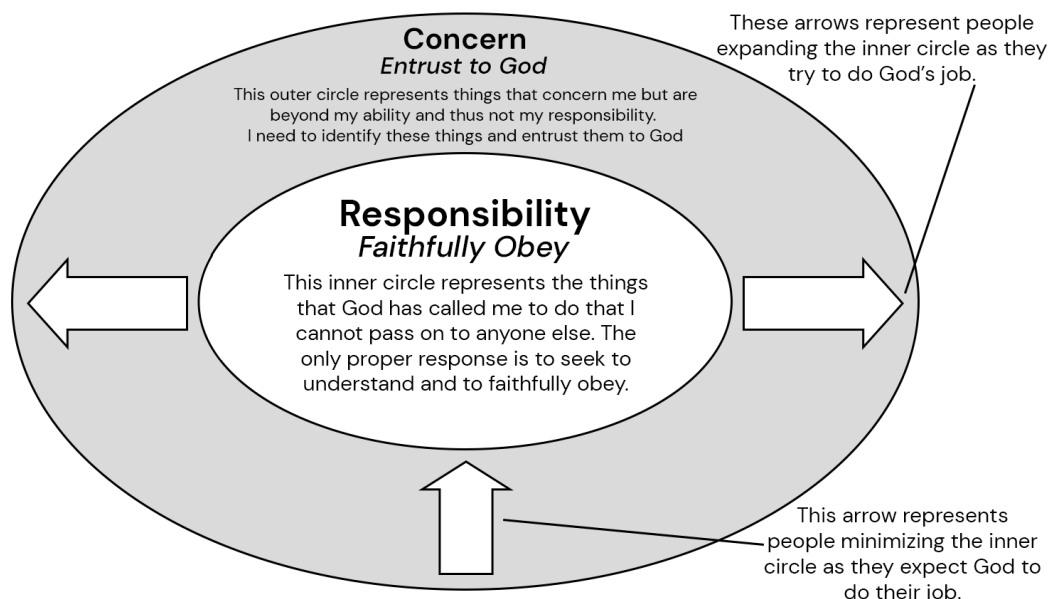 These arrows represent people
expanding the inner circle as they
try to do God's job.
Concern
Entrust to God
This outer circle represents things that concern me but are
beyond my ability and thus not my responsibility.
I need to identify these things and entrust them to God
Responsibility
Faithfully Obey
This inner circle represents the things
that God has called me to do that I
cannot pass on to anyone else. The
only proper response is to seek to
understand and to faithfully obey.
This arrow represents
people minimizing the inner
circle as they expect God to
do their job.